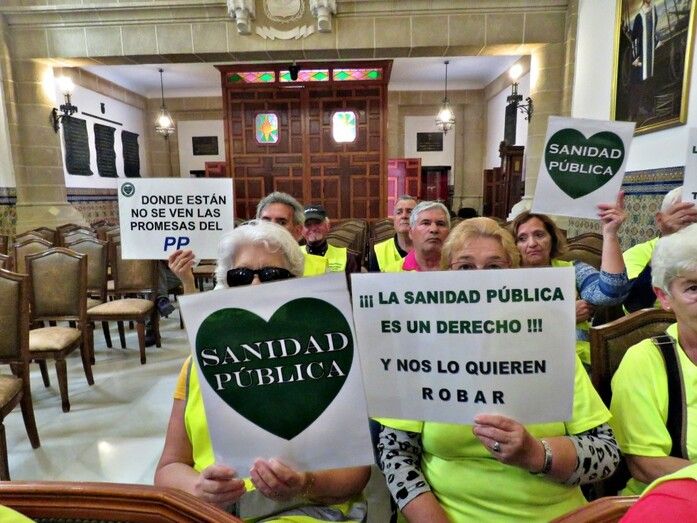 DONDE ESTÁN
NO SE VEN LAS
PROMESAS DEL
PP
SANIDAD
PÚBLICA
SANIDAD
PÚBLICA
¡¡¡ LA SANIDAD PÚBLICA
ES UN DERECHO !!!
Y NOS LO QUIEREN
ROBAR